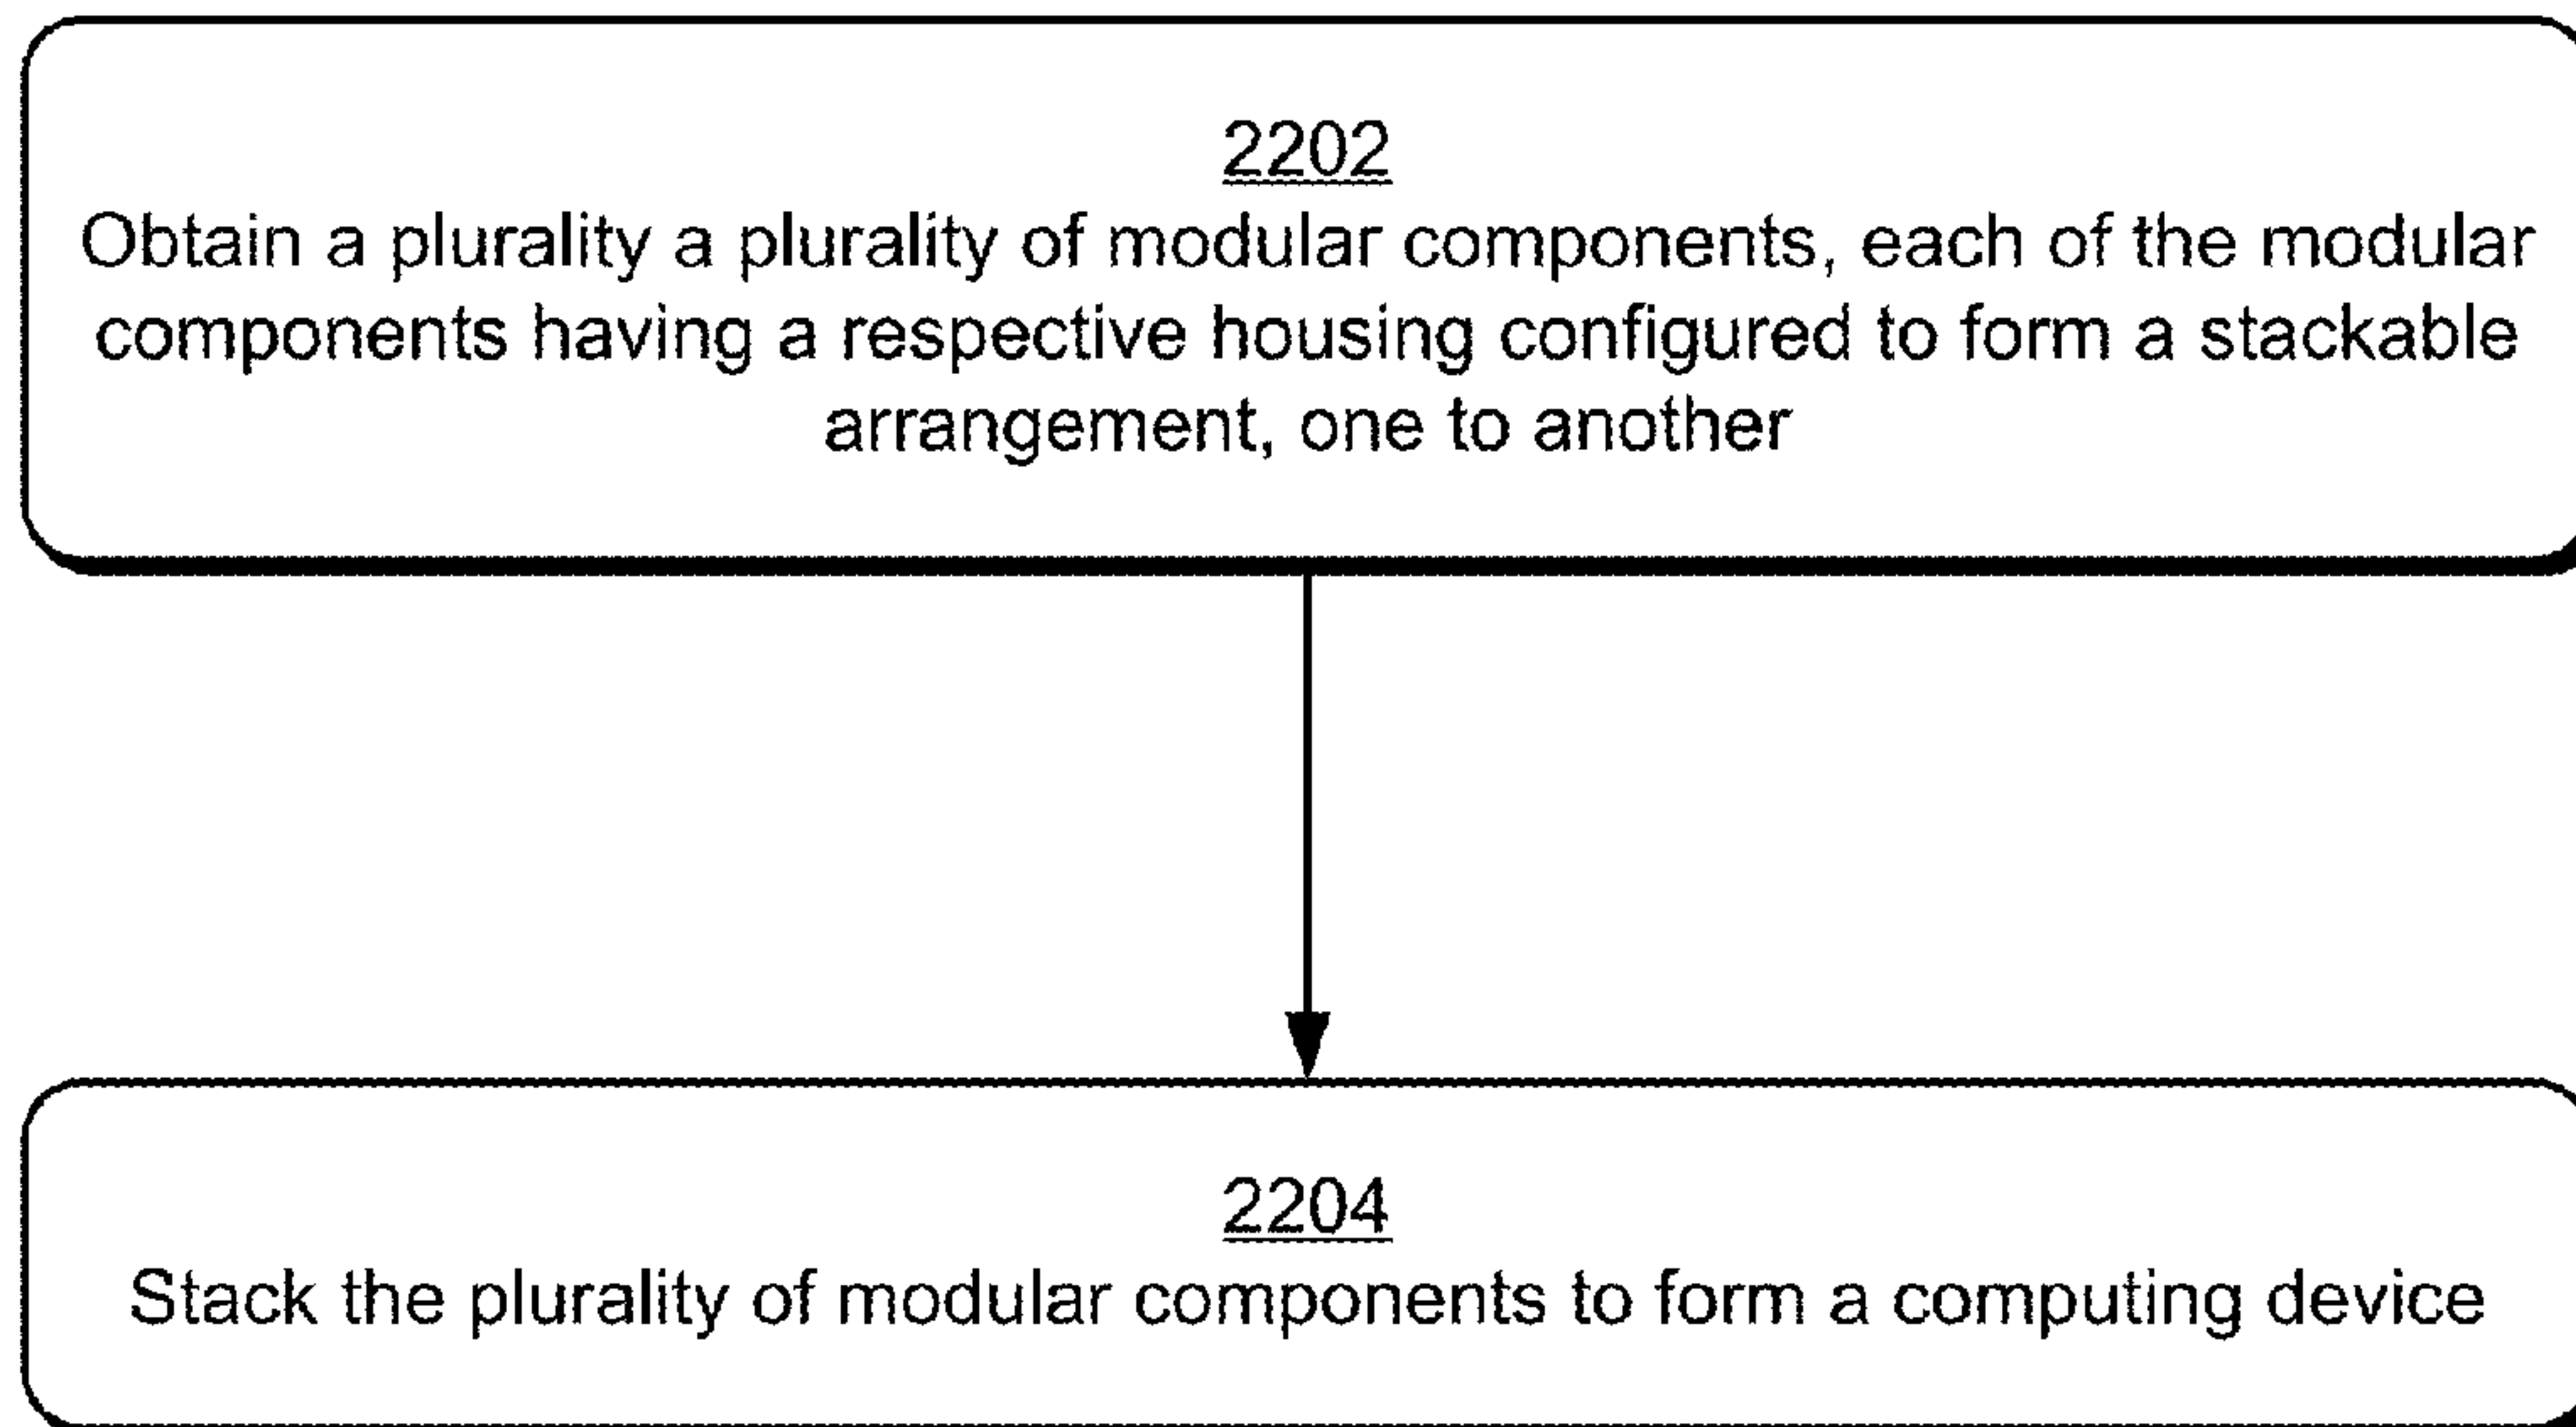 2202
Obtain a plurality a plurality of modular components, each of the modular
components having a respective housing configured to form a stackable
arrangement, one to another
2204
Stack the plurality of modular components to form a computing device